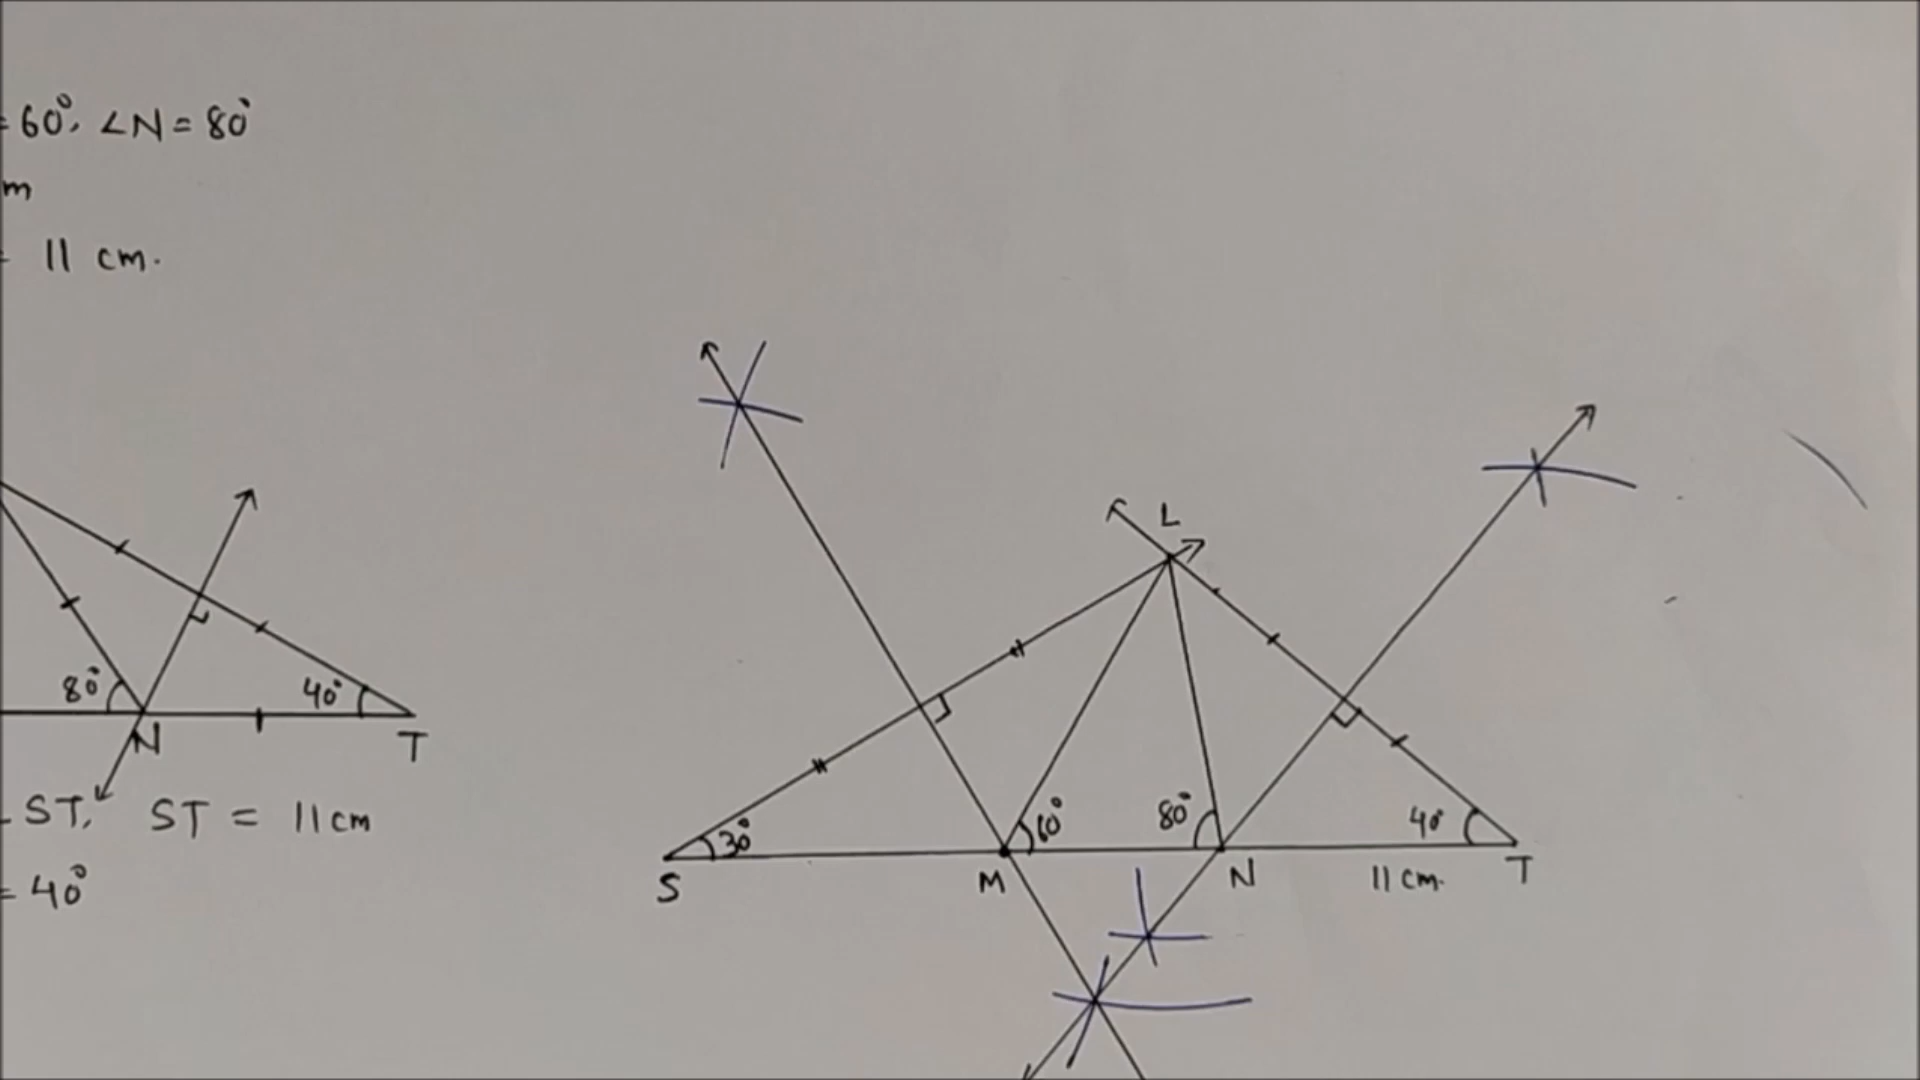 = 60°, ∠N = 80°
m
= 11 cm.
80° 40°
N T
ST, ST = 11 cm
= 40°
L
30° 60° 80° 40°
S M N 11 cm. T